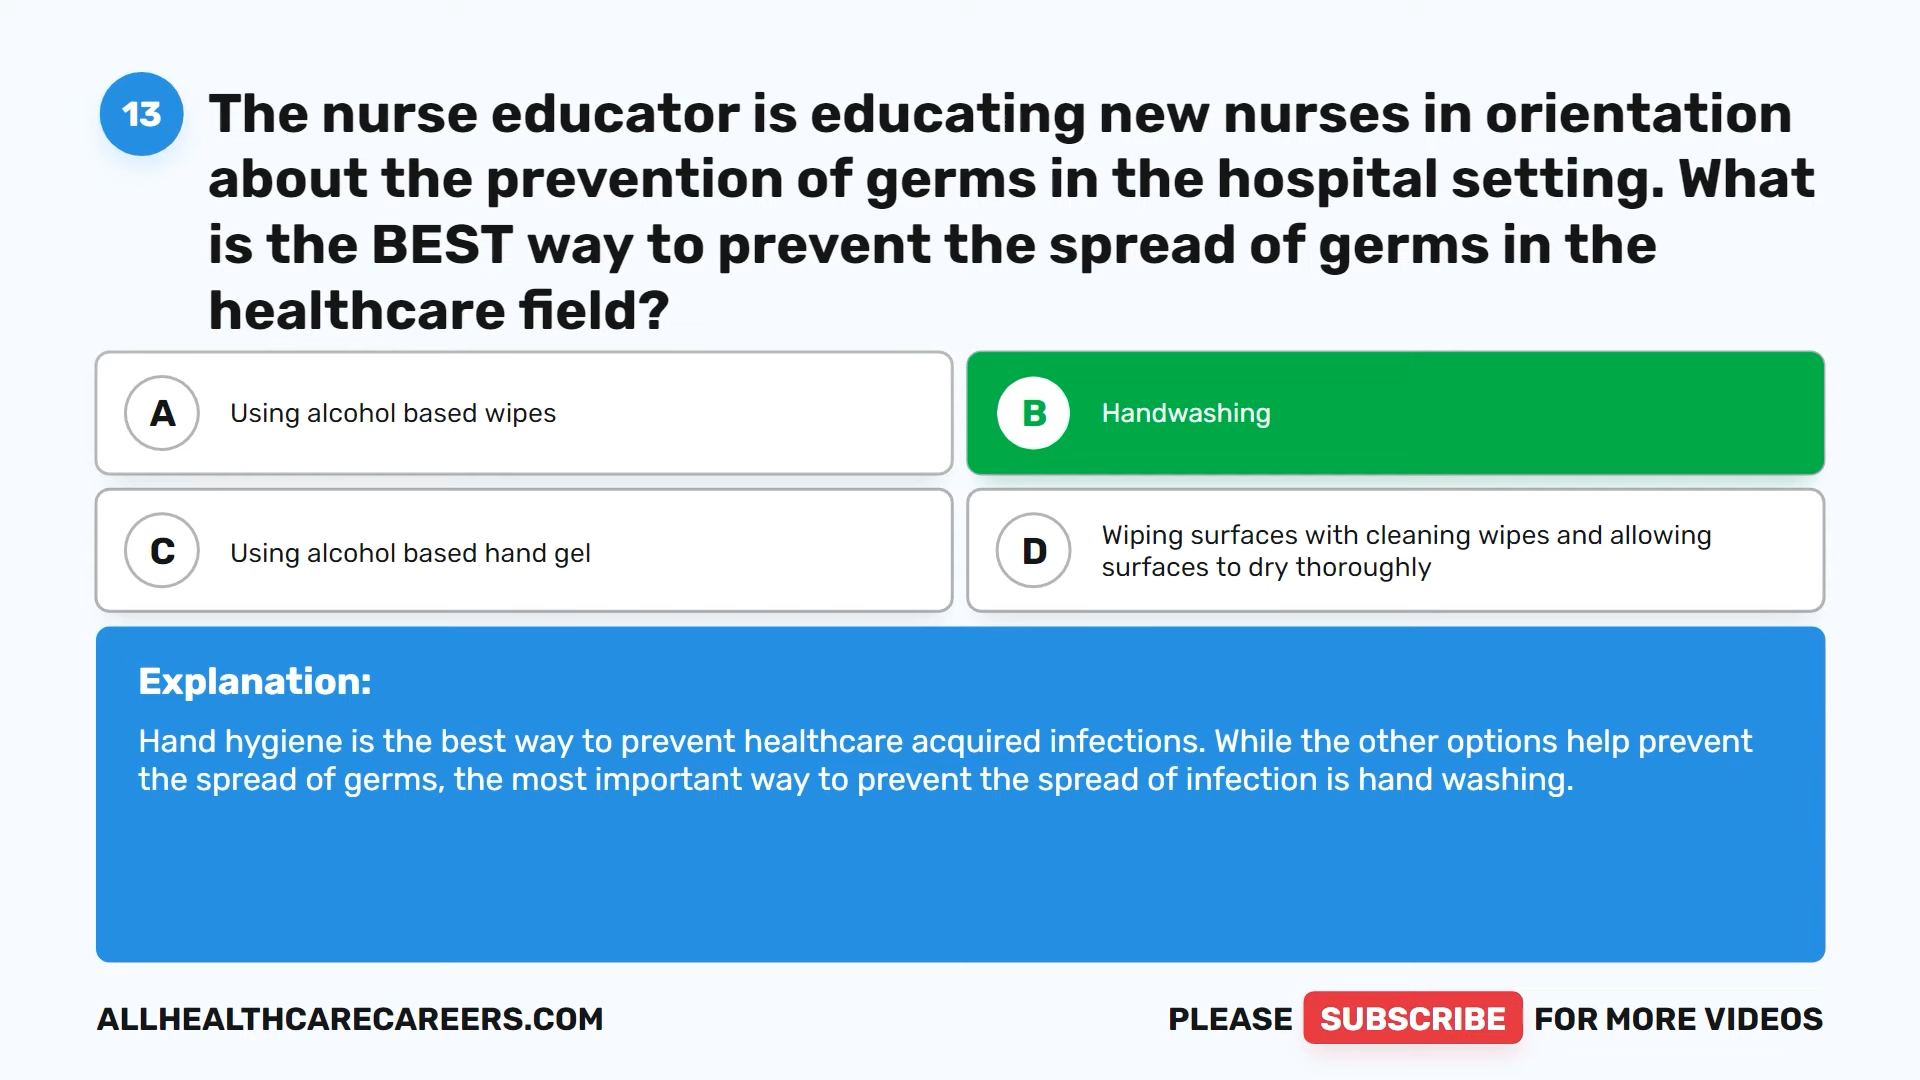 13
The nurse educator is educating new nurses in orientation
about the prevention of germs in the hospital setting. What
is the BEST way to prevent the spread of germs in the
healthcare field?
A Using alcohol based wipes
B Handwashing
C Using alcohol based hand gel
D Wiping surfaces with cleaning wipes and allowing
surfaces to dry thoroughly
Explanation:
Hand hygiene is the best way to prevent healthcare acquired infections. While the other options help prevent
the spread of germs, the most important way to prevent the spread of infection is hand washing.
ALLHEALTHCARECAREERS.COM
PLEASE SUBSCRIBE FOR MORE VIDEOS